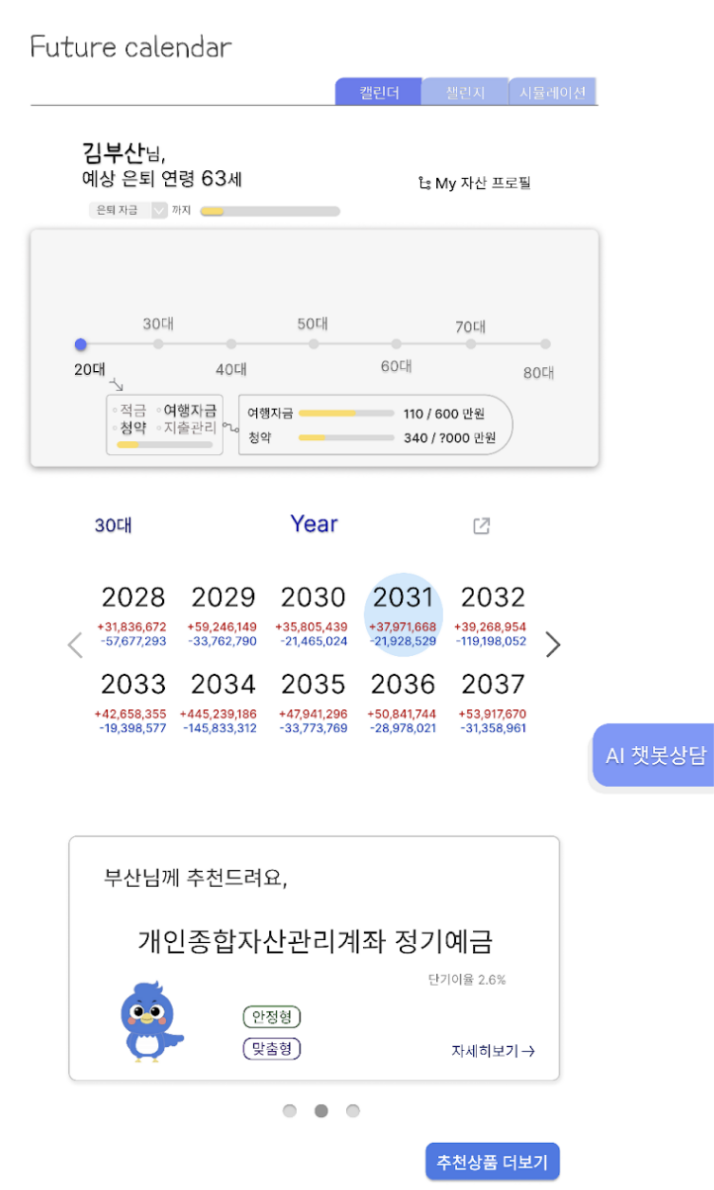 Future calendar
캘린더 챌린지 시뮬레이션
김부산님,
예상 은퇴 연령 63세
My 자산 프로필
은퇴 자금 까지
30대 50대 70대
20대 40대 60대 80대
적금 여행자금
청약 지출관리
여행자금 110 / 600 만원
청약 340 / ?000 만원
30대 Year
2028 2029 2030 2031 2032
+31,836,672 +59,246,149 +35,805,439 +37,971,668 +39,268,954
-57,677,293 -33,762,790 -21,465,024 -21,928,529 -119,198,052
2033 2034 2035 2036 2037
+42,658,355 +445,239,186 +47,941,296 +50,841,744 +53,917,670
-19,398,577 -145,833,312 -33,773,769 -28,978,021 -31,358,961
AI 챗봇상담
부산님께 추천드려요,
개인종합자산관리계좌 정기예금
단기이율 2.6%
안정형
맞춤형
자세히보기→
추천상품 더보기